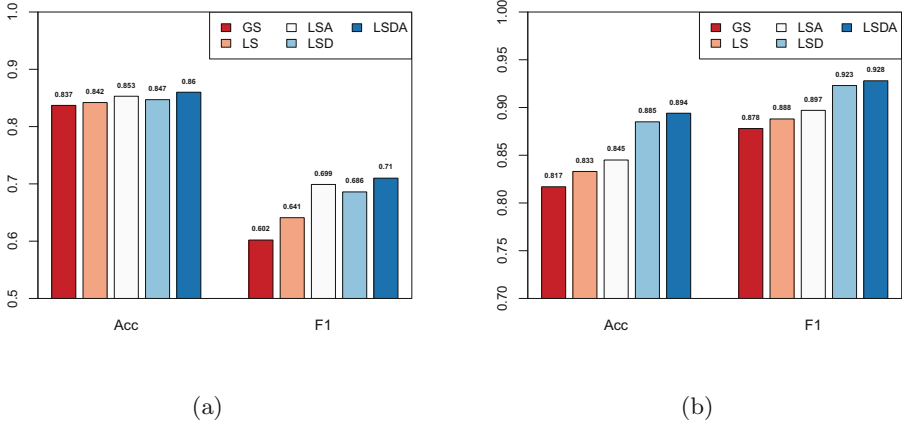 GS LSA LSDA
LS LSD
1.0
0.9
0.8
0.7
0.6
0.5
0.837 0.842 0.853 0.847 0.86
0.602 0.641 0.699 0.686 0.71
Acc F1
(a)
GS LSA LSDA
LS LSD
1.00
0.95
0.90
0.85
0.80
0.75
0.70
0.817 0.833 0.845 0.885 0.894
0.878 0.888 0.897 0.923 0.928
Acc F1
(b)